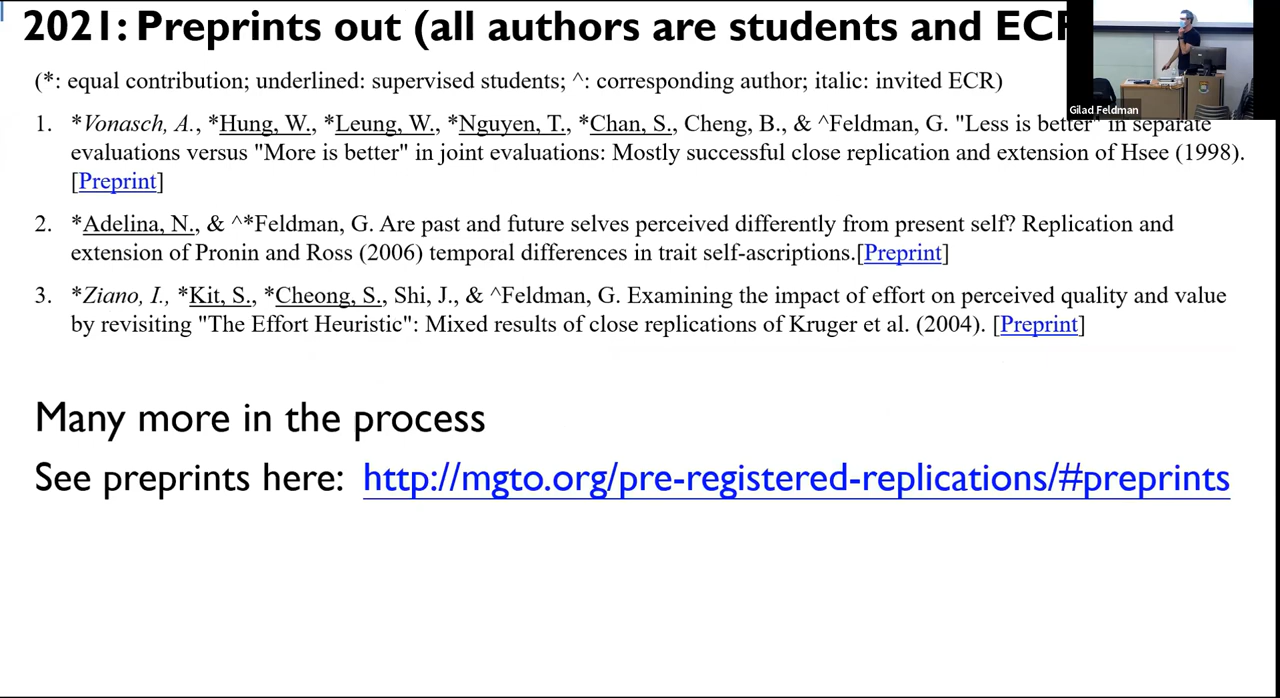 2021: Preprints out (all authors are students and ECR
Gilad Feldman
(*: equal contribution; underlined: supervised students; ^: corresponding author; italic: invited ECR)
1. *Vonasch, A., *Hung, W., *Leung, W., *Nguyen, T., *Chan, S., Cheng, B., & ^Feldman, G. "Less is better" in separate
evaluations versus "More is better" in joint evaluations: Mostly successful close replication and extension of Hsee (1998).
[Preprint]
2. *Adelina, N., & ^*Feldman, G. Are past and future selves perceived differently from present self? Replication and
extension of Pronin and Ross (2006) temporal differences in trait self-ascriptions.[Preprint]
3. *Ziano, I., *Kit, S., *Cheong, S., Shi, J., & ^Feldman, G. Examining the impact of effort on perceived quality and value
by revisiting "The Effort Heuristic": Mixed results of close replications of Kruger et al. (2004). [Preprint]
Many more in the process
See preprints here: http://mgto.org/pre-registered-replications/#preprints